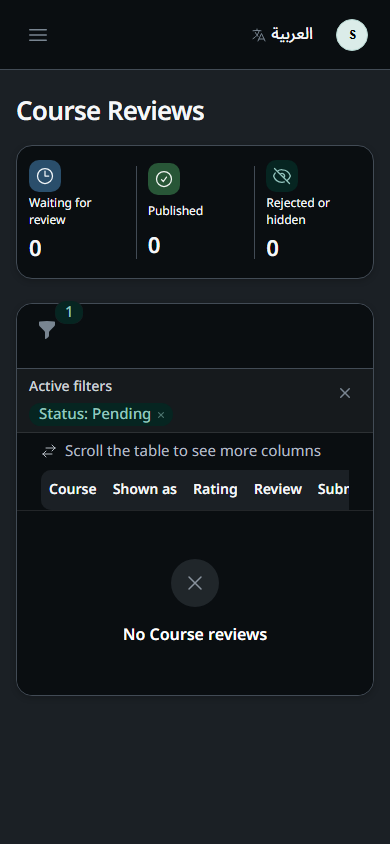 العربية
S
Course Reviews
Waiting for
review
0
Published
0
Rejected or
hidden
0
1
Active filters
Status: Pending ×
Scroll the table to see more columns
Course Shown as Rating Review Subr
No Course reviews